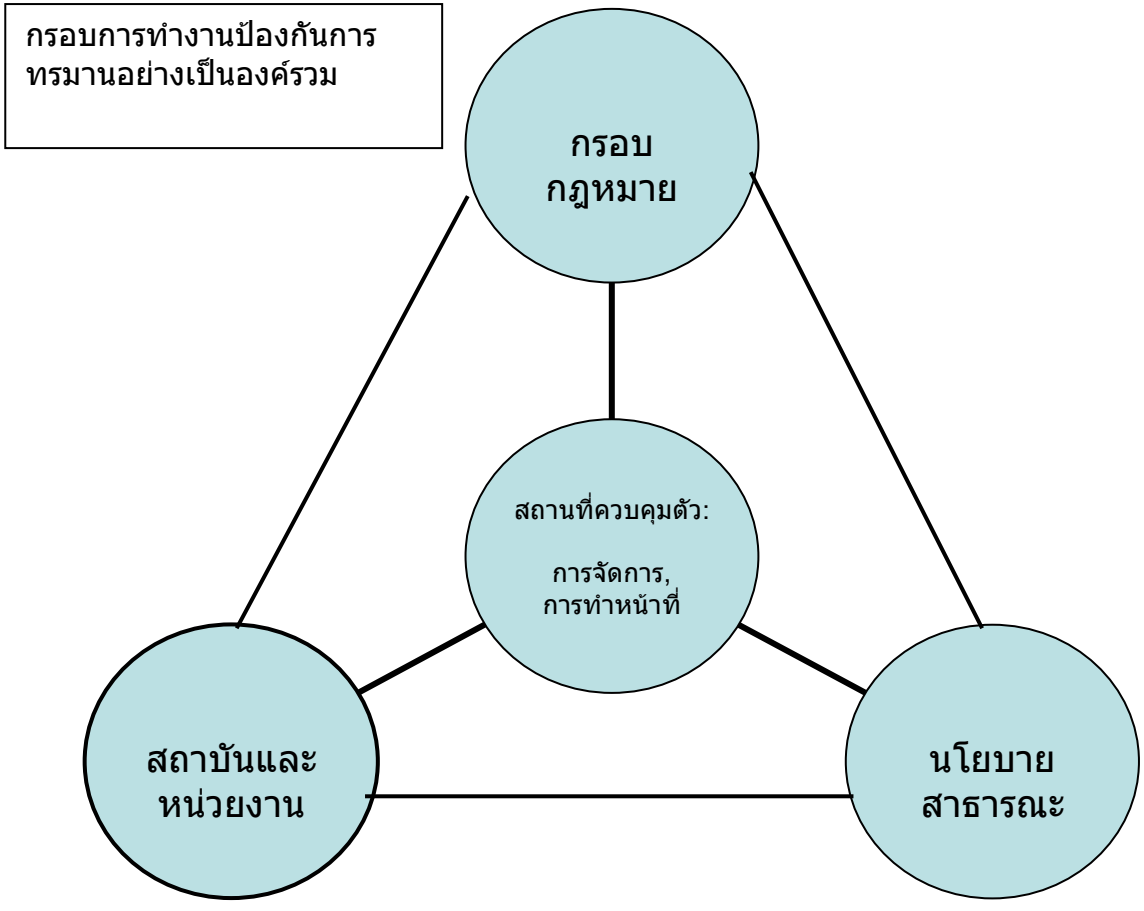 กรอบการทำงานป้องกันการ
ทรมานอย่างเป็นองค์รวม
กรอบ
กฎหมาย
สถานที่ควบคุมตัว:
การจัดการ,
การทำหน้าที่
สถาบันและ
หน่วยงาน
นโยบาย
สาธารณะ